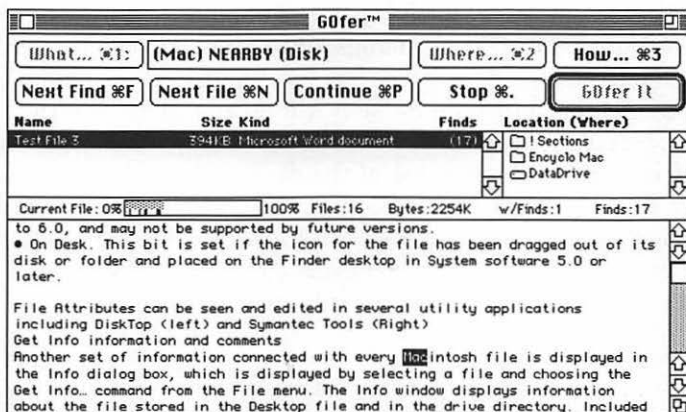 GOfer™
What... ⌘1: (Mac) NEARBY (Disk) Where... ⌘2 How... ⌘3
Next Find ⌘F Next File ⌘N Continue ⌘P Stop ⌘. GOfer It
Name Size Kind Finds Location (Where)
Test File 3 394KB Microsoft Word document (17) ! Sections
Encyclo Mac
DataDrive
Current File: 0% 100% Files:16 Bytes:2254K w/Finds:1 Finds:17
to 6.0, and may not be supported by future versions.
• On Desk. This bit is set if the icon for the file has been dragged out of its
disk or folder and placed on the Finder desktop in System software 5.0 or
later.
File Attributes can be seen and edited in several utility applications
including DiskTop (left) and Symantec Tools (Right)
Get Info information and comments
Another set of information connected with every Macintosh file is displayed in
the Info dialog box, which is displayed by selecting a file and choosing the
Get Info… command from the File menu. The Info window displays information
about the file stored in the Desktop file and in the drive directory. Included